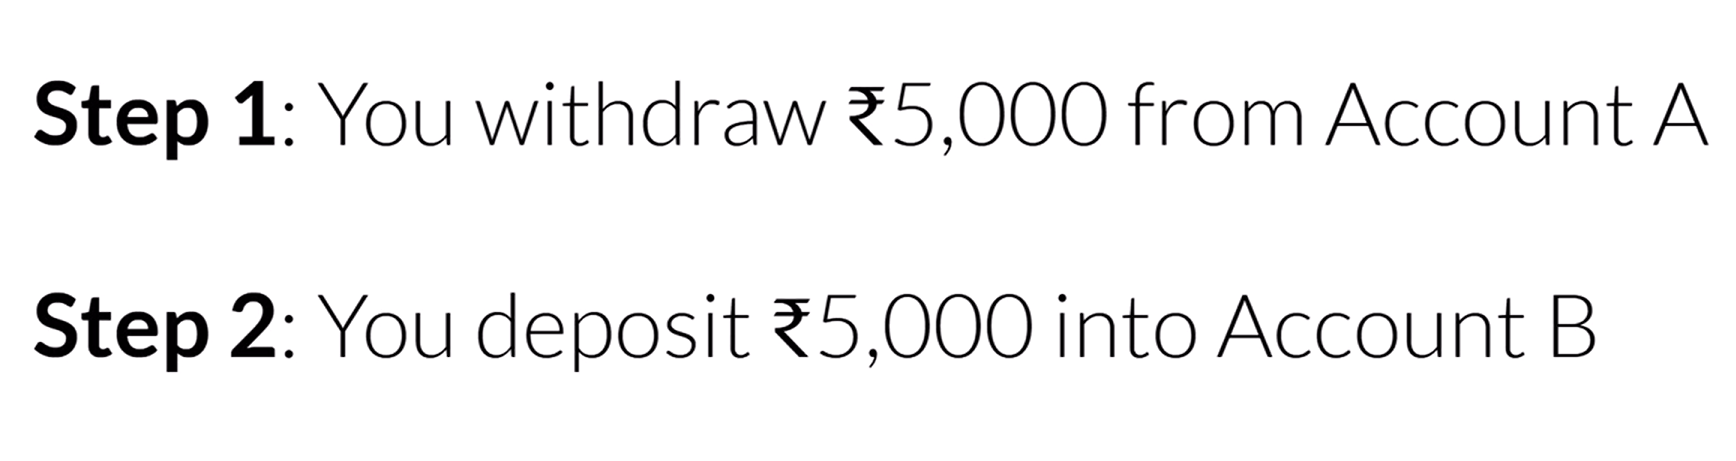 Step 1: You withdraw ₹5,000 from Account A
Step 2: You deposit ₹5,000 into Account B